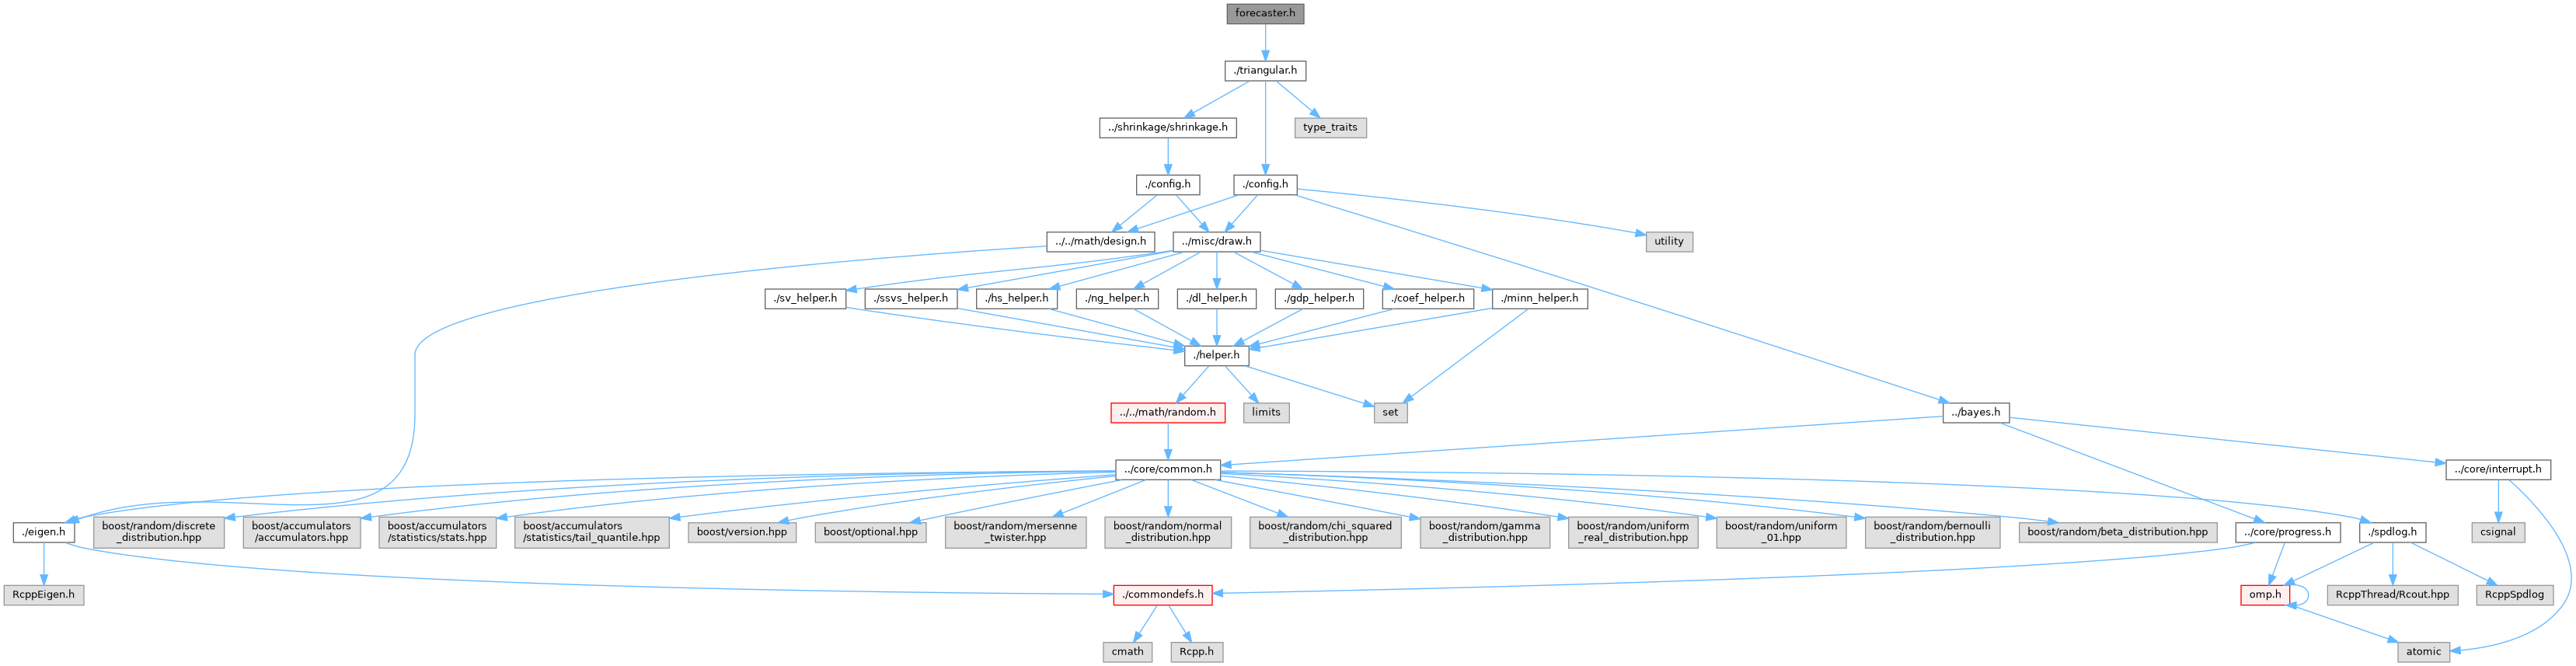 forecaster.h
./triangular.h
../shrinkage/shrinkage.h
type_traits
./config.h
./config.h
../../math/design.h
../misc/draw.h
utility
./sv_helper.h
./ssvs_helper.h
./hs_helper.h
./ng_helper.h
./dl_helper.h
./gdp_helper.h
./coef_helper.h
./minn_helper.h
./helper.h
../../math/random.h
limits
set
../bayes.h
../core/common.h
../core/interrupt.h
./eigen.h
boost/random/discrete
_distribution.hpp
boost/accumulators
/accumulators.hpp
boost/accumulators
/statistics/stats.hpp
boost/accumulators
/statistics/tail_quantile.hpp
boost/version.hpp
boost/optional.hpp
boost/random/mersenne
_twister.hpp
boost/random/normal
_distribution.hpp
boost/random/chi_squared
_distribution.hpp
boost/random/gamma
_distribution.hpp
boost/random/uniform
_real_distribution.hpp
boost/random/uniform
_01.hpp
boost/random/bernoulli
_distribution.hpp
boost/random/beta_distribution.hpp
../core/progress.h
./spdlog.h
csignal
RcppEigen.h
./commondefs.h
omp.h
RcppThread/Rcout.hpp
RcppSpdlog
cmath
Rcpp.h
atomic